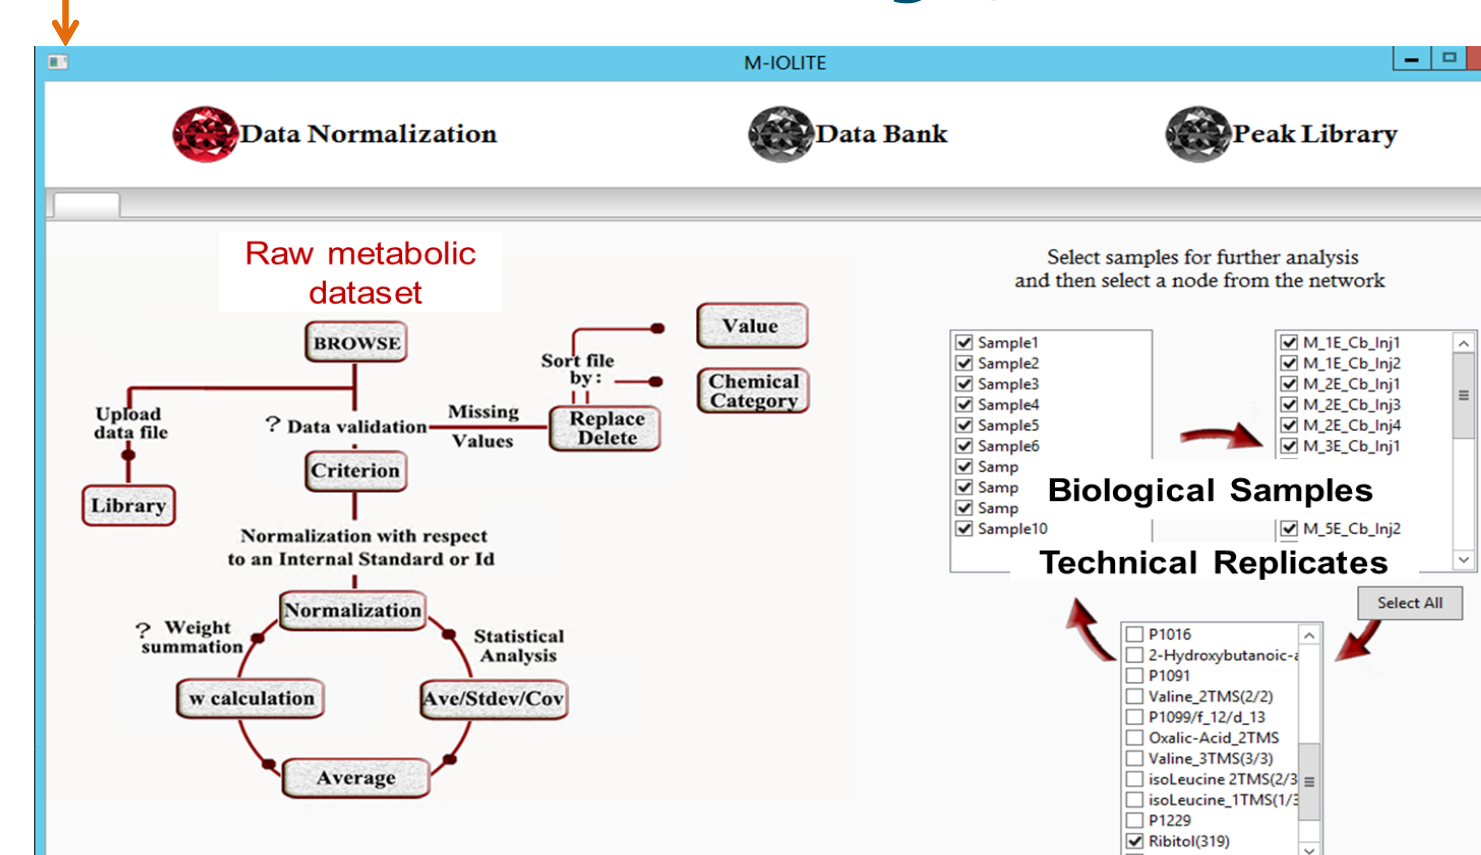 M-IOLITE
Data Normalization
Data Bank
Peak Library
Raw metabolic
dataset
BROWSE
Upload
data file
Library
? Data validation
Missing
Values
Sort file
by:
Value
Chemical
Category
Replace
Delete
Criterion
Normalization with respect
to an Internal Standard or Id
Normalization
? Weight
summation
Statistical
Analysis
w calculation
Ave/Stdev/Cov
Average
Select samples for further analysis
and then select a node from the network
Sample1
Sample2
Sample3
Sample4
Sample5
Sample6
Samp
Samp
Samp
Sample10
M_1E_Cb_Inj1
M_1E_Cb_Inj2
M_2E_Cb_Inj1
M_2E_Cb_Inj3
M_2E_Cb_Inj4
M_3E_Cb_Inj1
M_5E_Cb_Inj2
Biological Samples
Technical Replicates
Select All
P1016
2-Hydroxybutanoic-a
P1091
Valine_2TMS(2/2)
P1099/f_12/d_13
Oxalic-Acid_2TMS
Valine_3TMS(3/3)
isoLeucine 2TMS(2/3
isoLeucine_1TMS(1/3
P1229
Ribitol(319)